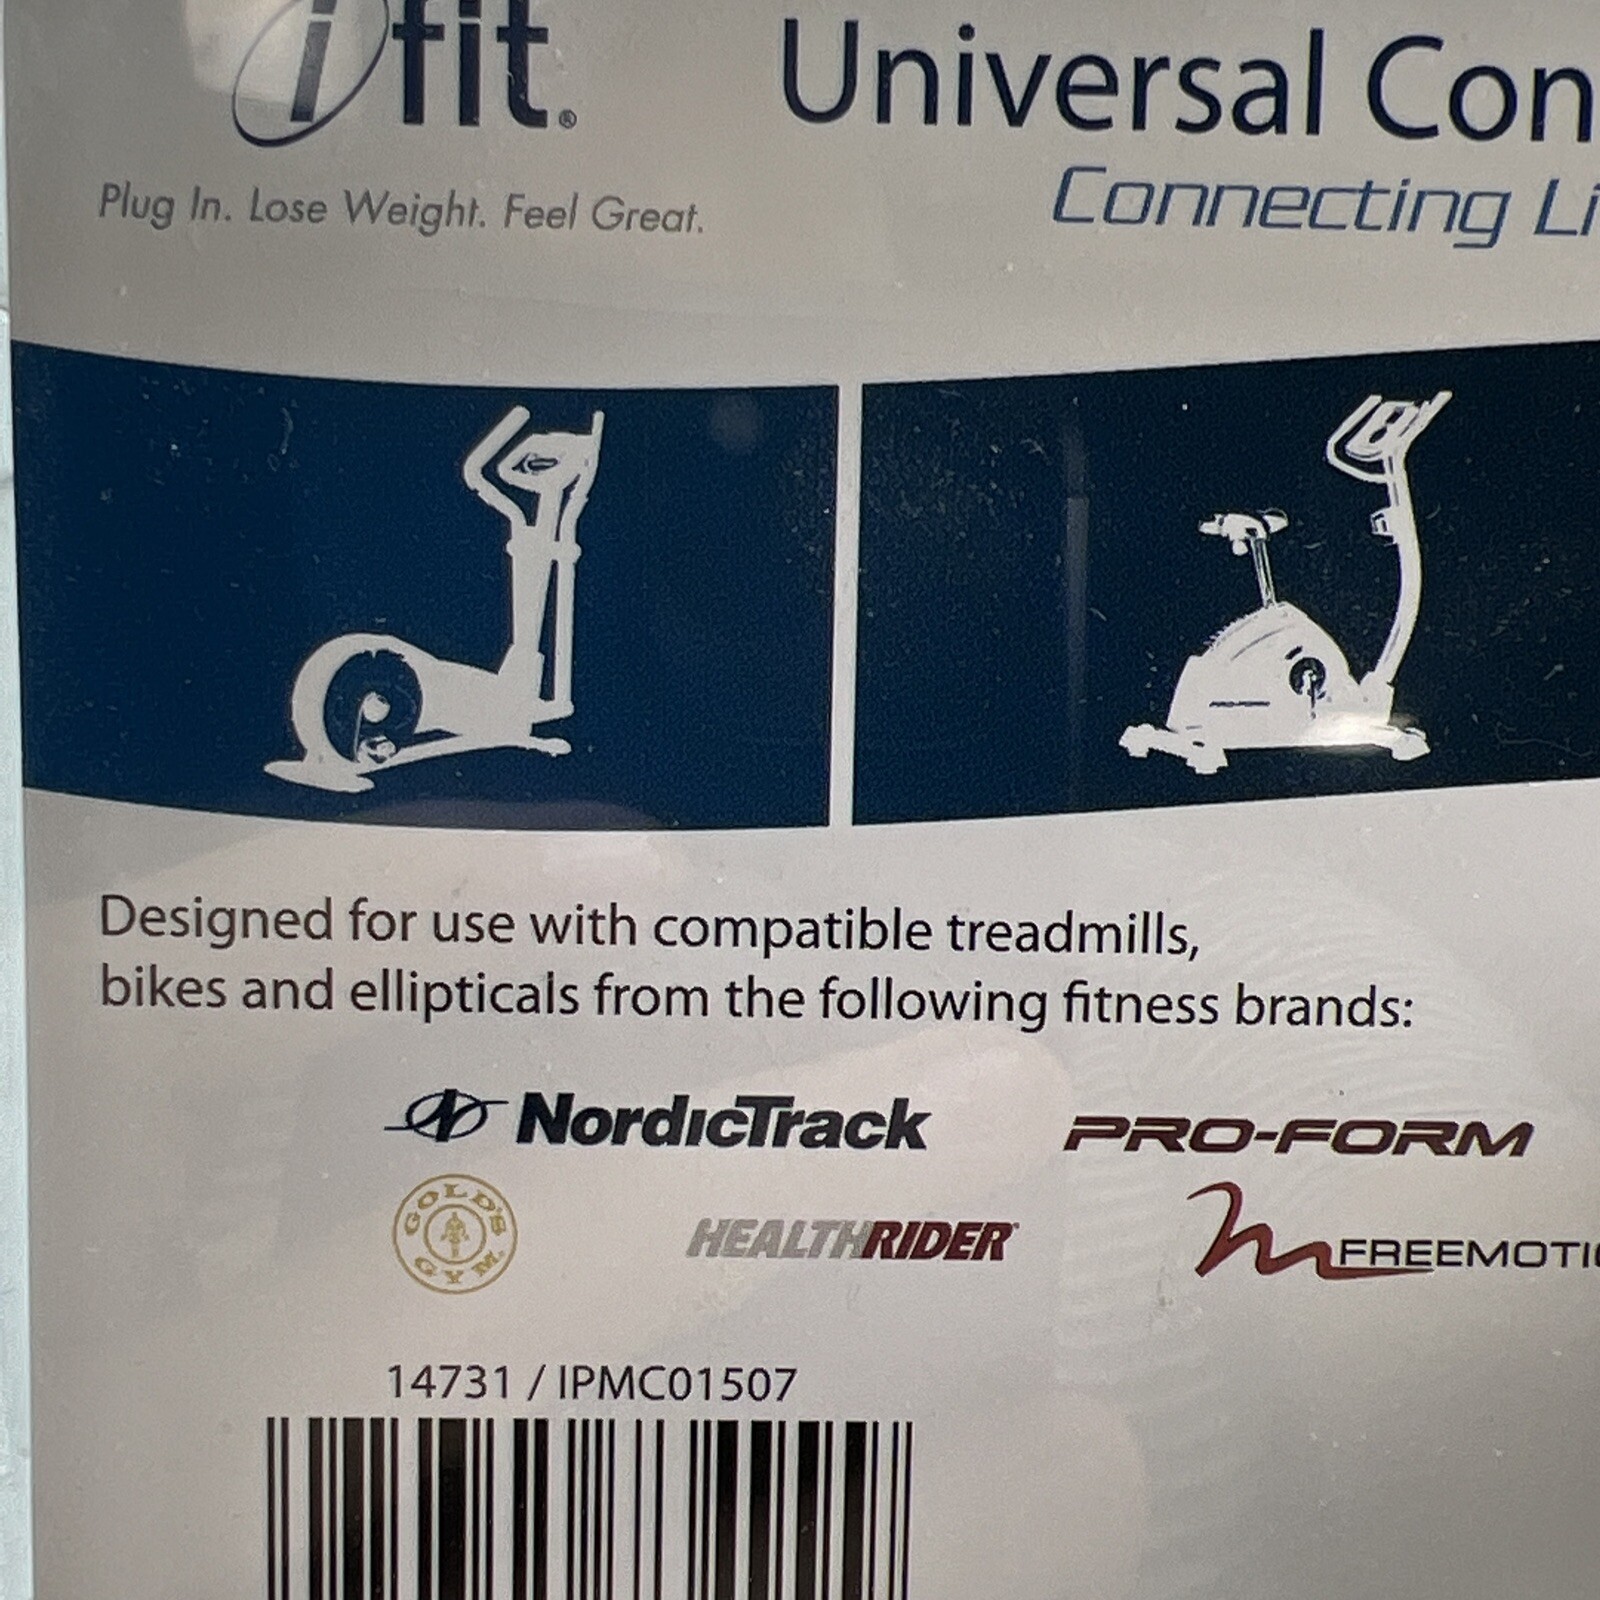 ifit.®
Universal Con
Plug In. Lose Weight. Feel Great.
Connecting Li
Designed for use with compatible treadmills,
bikes and ellipticals from the following fitness brands:
NordicTrack
PRO-FORM
GOLD'S GYM
HEALTHRIDER
FREEMOTI
14731 / IPMC01507